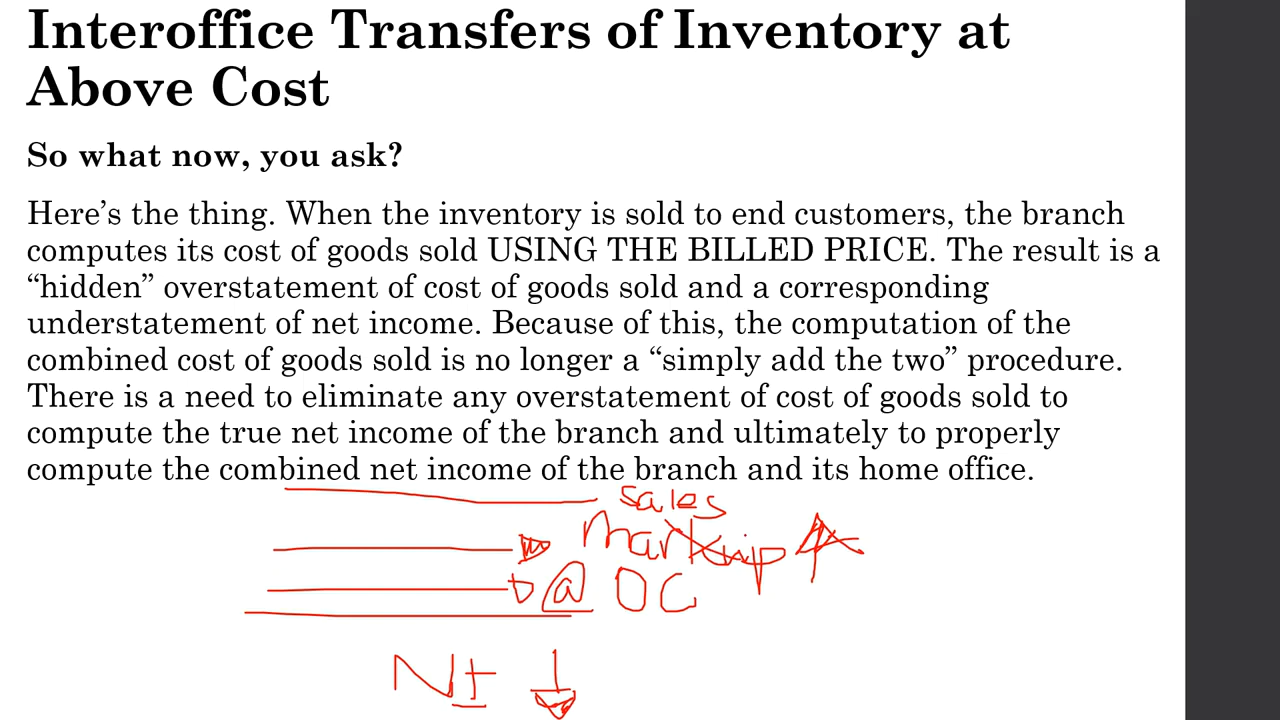 Interoffice Transfers of Inventory at
Above Cost
So what now, you ask?
Here’s the thing. When the inventory is sold to end customers, the branch
computes its cost of goods sold USING THE BILLED PRICE. The result is a
“hidden” overstatement of cost of goods sold and a corresponding
understatement of net income. Because of this, the computation of the
combined cost of goods sold is no longer a “simply add the two” procedure.
There is a need to eliminate any overstatement of cost of goods sold to
compute the true net income of the branch and ultimately to properly
compute the combined net income of the branch and its home office.
sales
markup
@ OC
NI